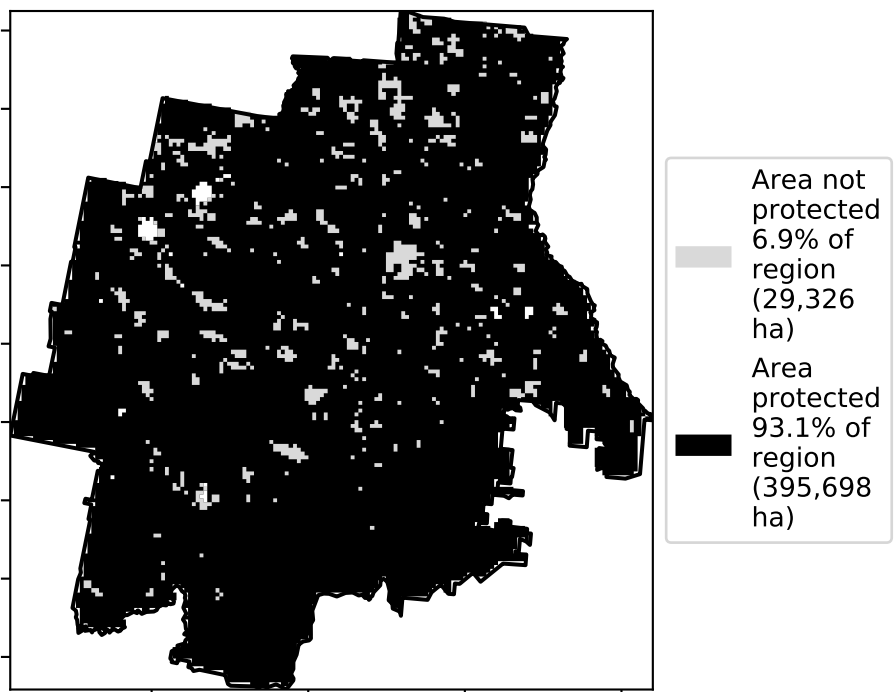 Area not
protected
6.9% of
region
(29,326
ha)
Area
protected
93.1% of
region
(395,698
ha)